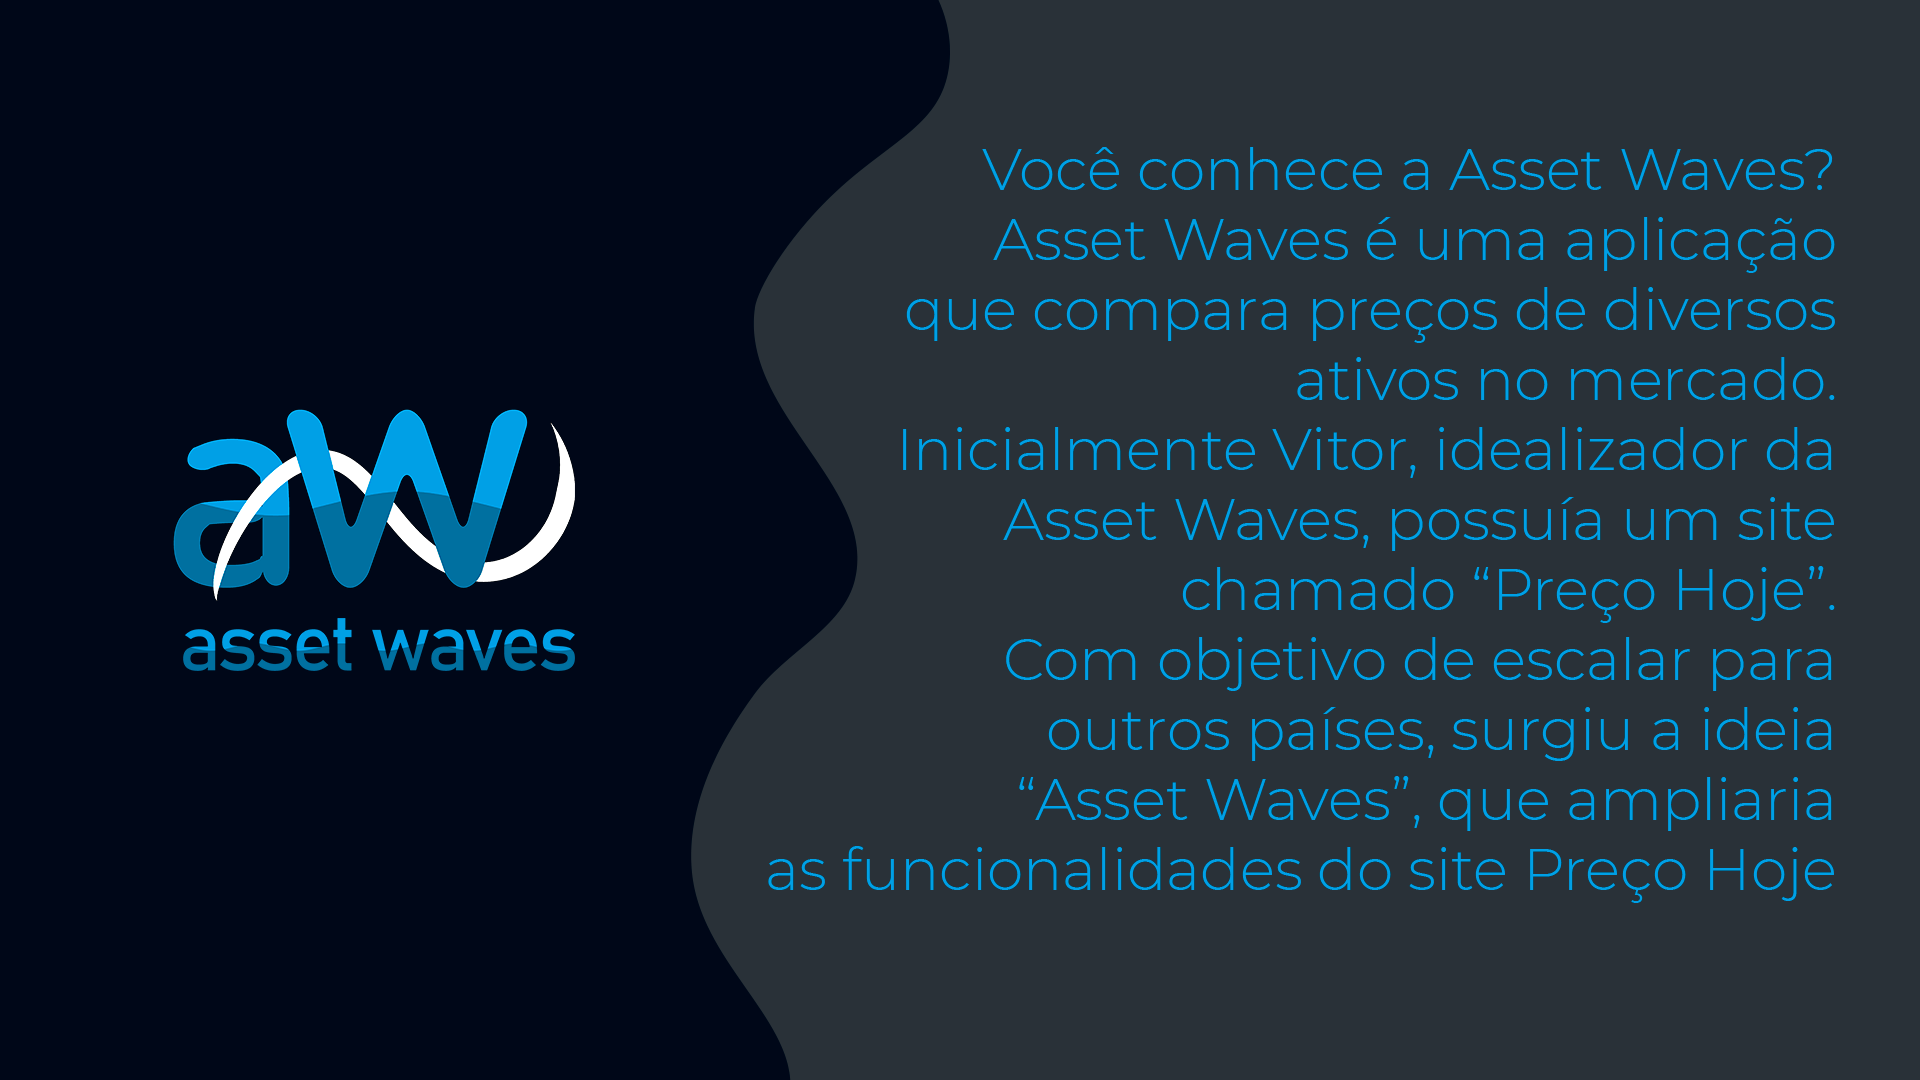 aw
asset waves
Você conhece a Asset Waves?
Asset Waves é uma aplicação
que compara preços de diversos
ativos no mercado.
Inicialmente Vitor, idealizador da
Asset Waves, possuía um site
chamado “Preço Hoje”.
Com objetivo de escalar para
outros países, surgiu a ideia
“Asset Waves”, que ampliaria
as funcionalidades do site Preço Hoje